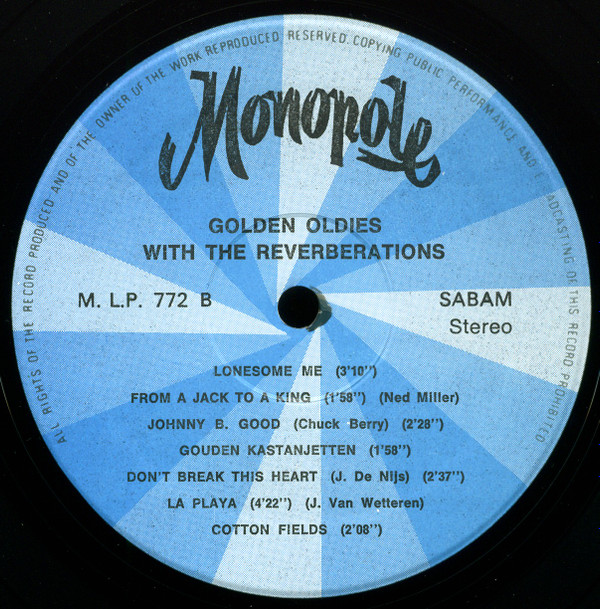 ALL RIGHTS OF THE RECORD PRODUCED AND OF THE OWNER OF THE WORK REPRODUCED RESERVED. COPYING PUBLIC PERFORMANCE AND BROADCASTING OF THIS RECORD PROHIBITED
Monopole
GOLDEN OLDIES
WITH THE REVERBERATIONS
M. L.P. 772 B
SABAM
Stereo
LONESOME ME (3'10'')
FROM A JACK TO A KING (1'58'') (Ned Miller)
JOHNNY B. GOOD (Chuck Berry) (2'28'')
GOUDEN KASTANJETTEN (1'58'')
DON'T BREAK THIS HEART (J. De Nijs) (2'37'')
LA PLAYA (4'22'') (J. Van Wetteren)
COTTON FIELDS (2'08'')